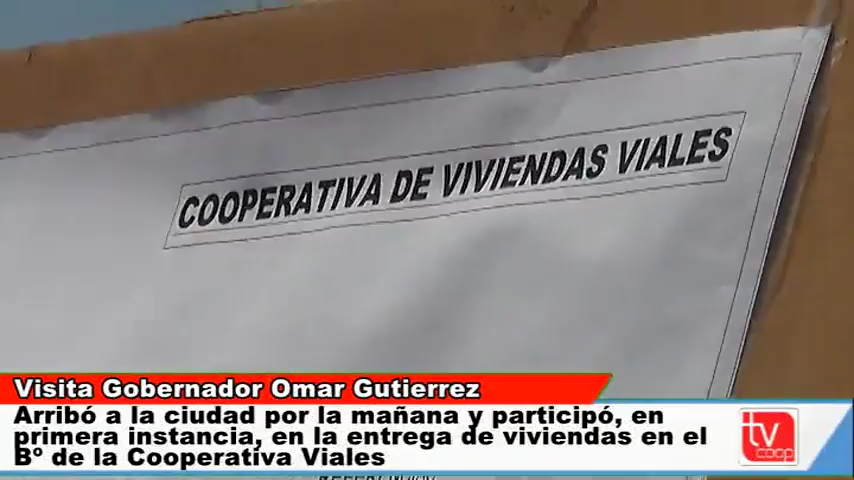 COOPERATIVA DE VIVIENDAS VIALES
Visita Gobernador Omar Gutierrez
Arribó a la ciudad por la mañana y participó, en
primera instancia, en la entrega de viviendas en el
Bº de la Cooperativa Viales
tv
coop